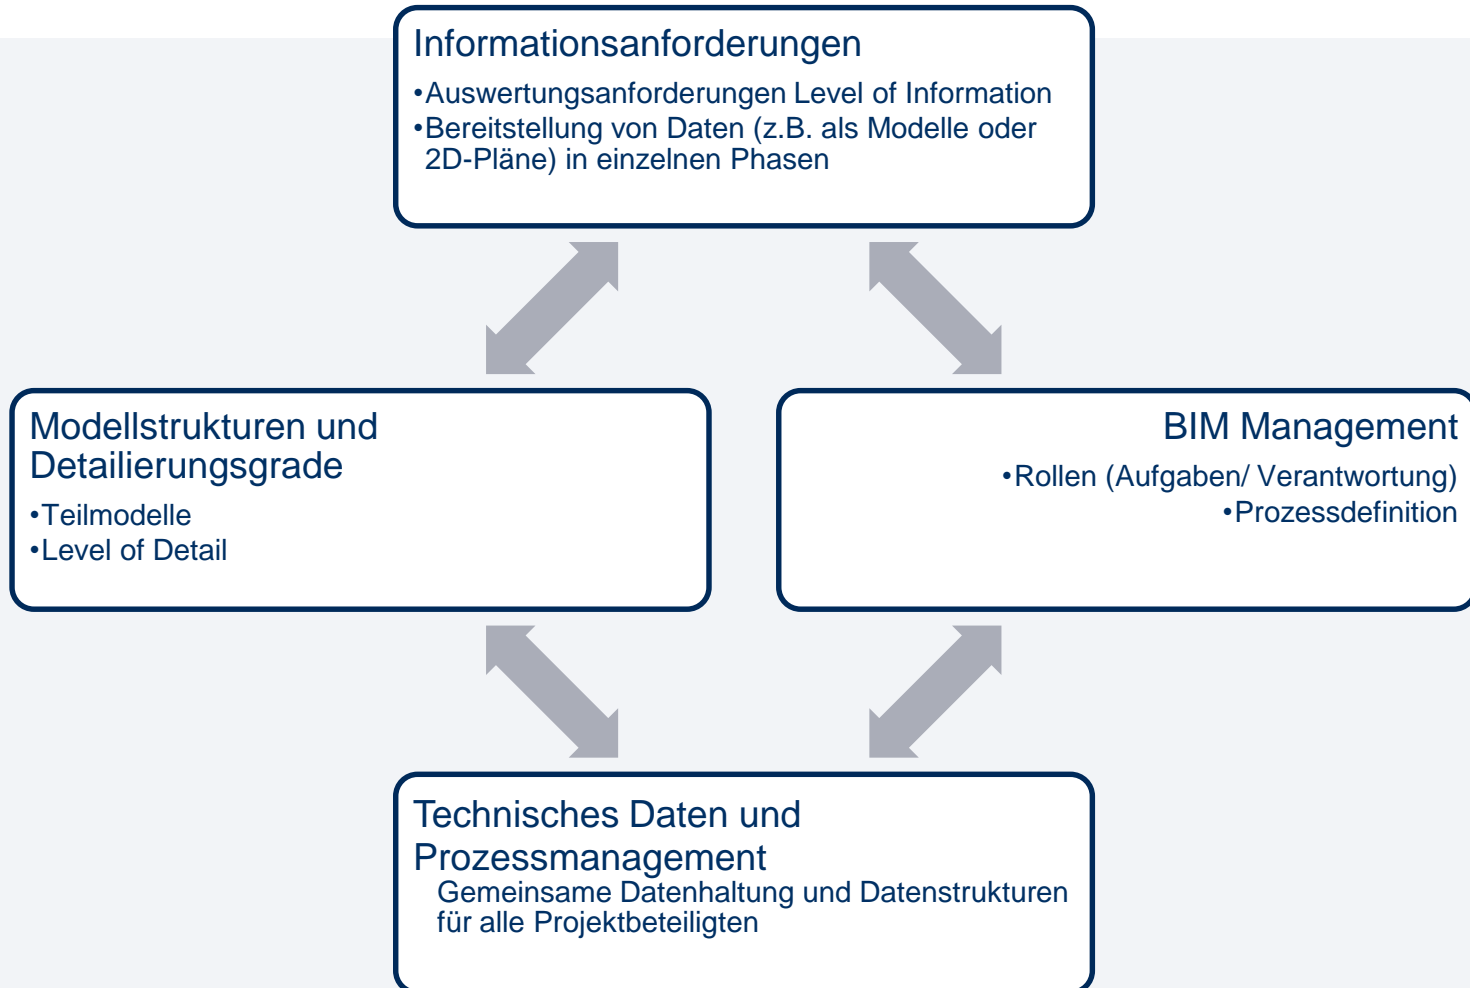 Informationsanforderungen
•Auswertungsanforderungen Level of Information
•Bereitstellung von Daten (z.B. als Modelle oder
2D-Pläne) in einzelnen Phasen
Modellstrukturen und
Detailierungsgrade
•Teilmodelle
•Level of Detail
BIM Management
•Rollen (Aufgaben/ Verantwortung)
•Prozessdefinition
Technisches Daten und
Prozessmanagement
Gemeinsame Datenhaltung und Datenstrukturen
für alle Projektbeteiligten